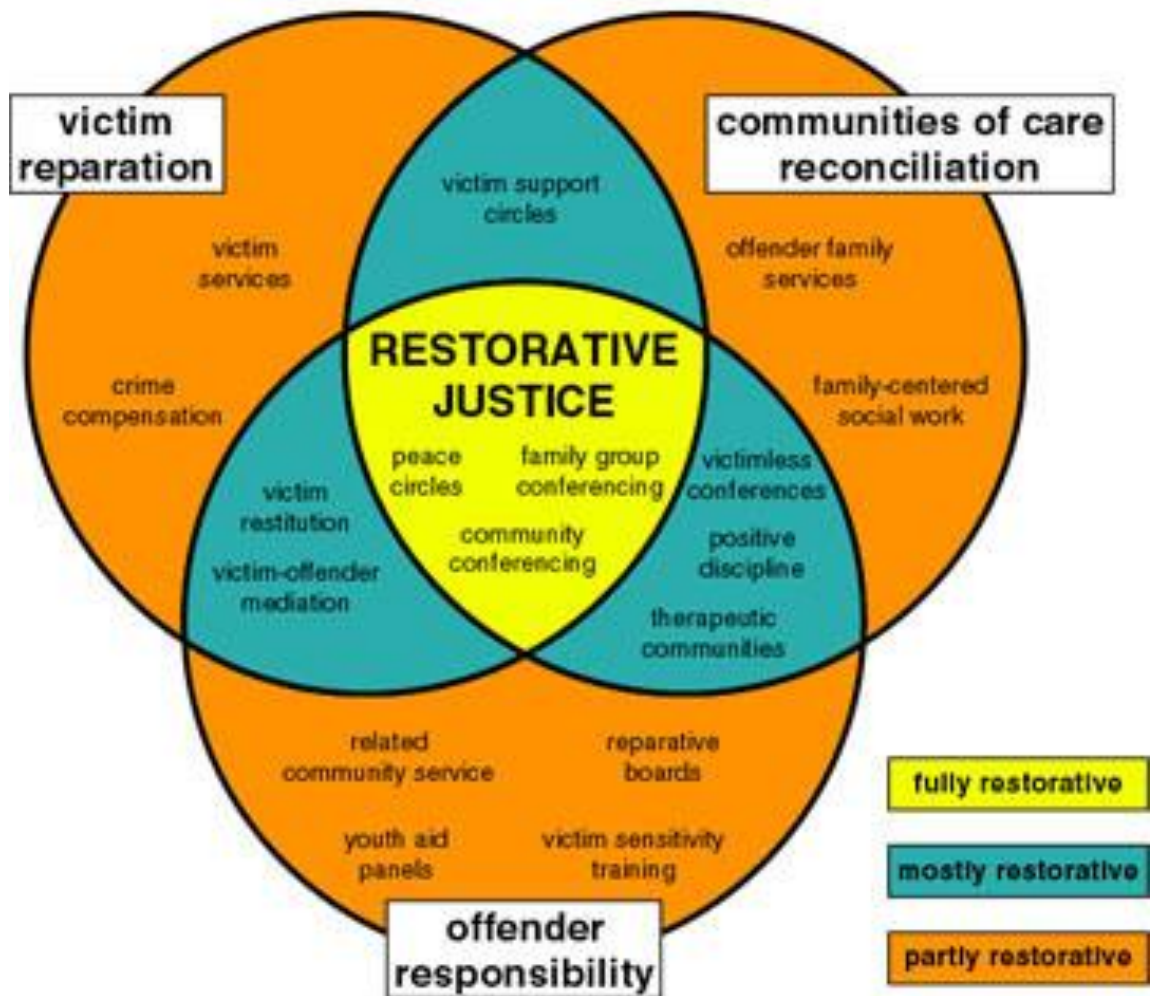 victim
reparation
communities of care
reconciliation
victim support
circles
victim
services
offender family
services
RESTORATIVE
JUSTICE
crime
compensation
family-centered
social work
peace
circles
family group
conferencing
victimless
conferences
victim
restitution
community
conferencing
positive
discipline
victim-offender
mediation
therapeutic
communities
related
community service
reparative
boards
youth aid
panels
victim sensitivity
training
offender
responsibility
fully restorative
mostly restorative
partly restorative